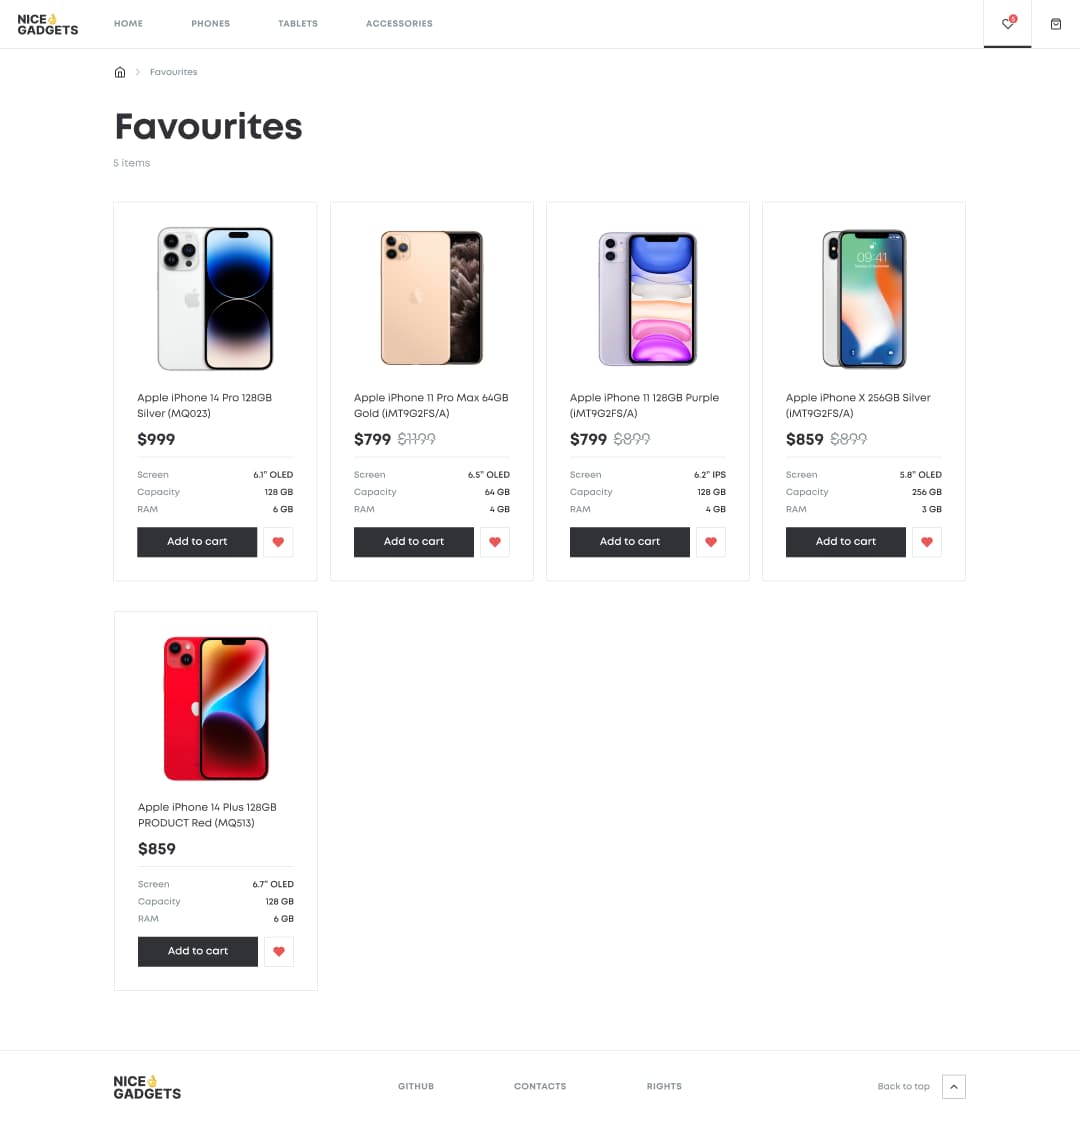 NICE👌
GADGETS
HOME PHONES TABLETS ACCESSORIES
5
Favourites
Favourites
5 items
09:41
Apple iPhone 14 Pro 128GB
Silver (MQ023)
$999
Screen 6.1” OLED
Capacity 128 GB
RAM 6 GB
Add to cart
Apple iPhone 11 Pro Max 64GB
Gold (iMT9G2FS/A)
$799 $1199
Screen 6.5” OLED
Capacity 64 GB
RAM 4 GB
Add to cart
Apple iPhone 11 128GB Purple
(iMT9G2FS/A)
$799 $899
Screen 6.2” IPS
Capacity 128 GB
RAM 4 GB
Add to cart
Apple iPhone X 256GB Silver
(iMT9G2FS/A)
$859 $899
Screen 5.8” OLED
Capacity 256 GB
RAM 3 GB
Add to cart
Apple iPhone 14 Plus 128GB
PRODUCT Red (MQ513)
$859
Screen 6.7” OLED
Capacity 128 GB
RAM 6 GB
Add to cart
NICE👌
GADGETS
GITHUB CONTACTS RIGHTS
Back to top